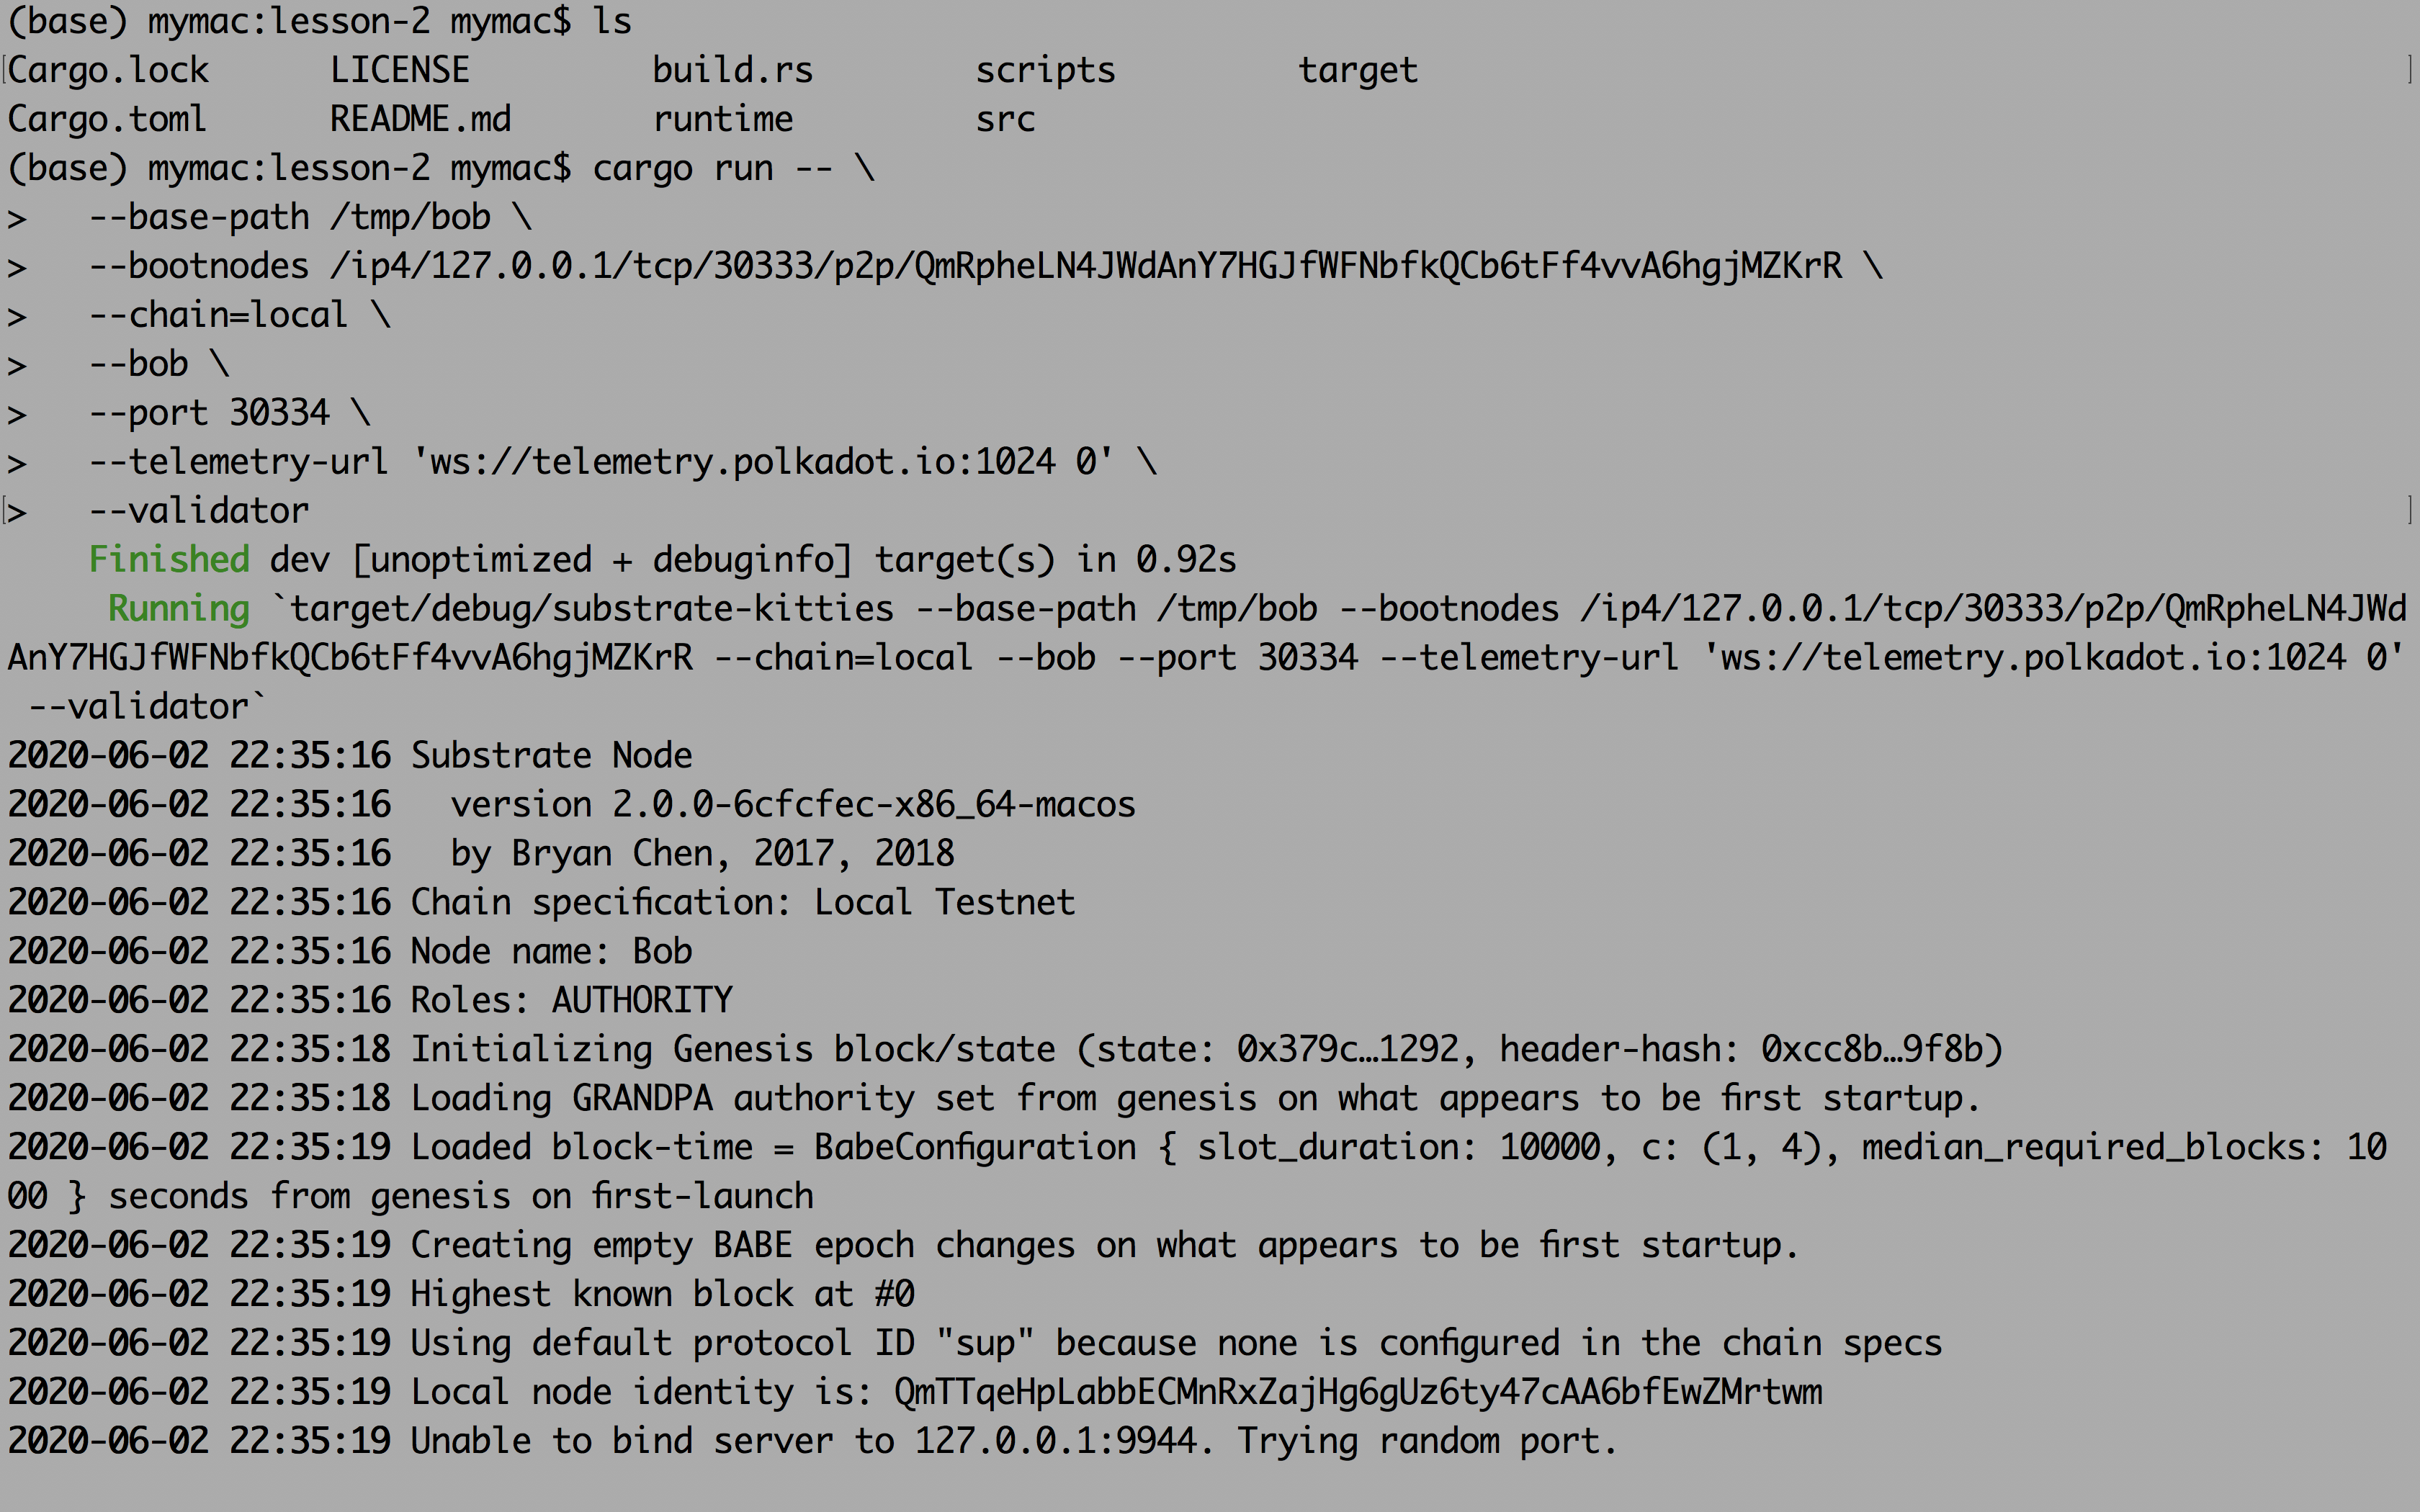 (base) mymac:lesson-2 mymac$ ls
[Cargo.lock      LICENSE         build.rs        scripts         target          ]
Cargo.toml      README.md       runtime         src
(base) mymac:lesson-2 mymac$ cargo run -- \
>   --base-path /tmp/bob \
>   --bootnodes /ip4/127.0.0.1/tcp/30333/p2p/QmRpheLN4JWdAnY7HGJfWFNbfkQCb6tFf4vvA6hgjMZKrR \
>   --chain=local \
>   --bob \
>   --port 30334 \
>   --telemetry-url 'ws://telemetry.polkadot.io:1024 0' \
[>   --validator ]
    Finished dev [unoptimized + debuginfo] target(s) in 0.92s
     Running `target/debug/substrate-kitties --base-path /tmp/bob --bootnodes /ip4/127.0.0.1/tcp/30333/p2p/QmRpheLN4JWd
AnY7HGJfWFNbfkQCb6tFf4vvA6hgjMZKrR --chain=local --bob --port 30334 --telemetry-url 'ws://telemetry.polkadot.io:1024 0'
 --validator`
2020-06-02 22:35:16 Substrate Node
2020-06-02 22:35:16   version 2.0.0-6cfcfec-x86_64-macos
2020-06-02 22:35:16   by Bryan Chen, 2017, 2018
2020-06-02 22:35:16 Chain specification: Local Testnet
2020-06-02 22:35:16 Node name: Bob
2020-06-02 22:35:16 Roles: AUTHORITY
2020-06-02 22:35:18 Initializing Genesis block/state (state: 0x379c…1292, header-hash: 0xcc8b…9f8b)
2020-06-02 22:35:18 Loading GRANDPA authority set from genesis on what appears to be first startup.
2020-06-02 22:35:19 Loaded block-time = BabeConfiguration { slot_duration: 10000, c: (1, 4), median_required_blocks: 10
00 } seconds from genesis on first-launch
2020-06-02 22:35:19 Creating empty BABE epoch changes on what appears to be first startup.
2020-06-02 22:35:19 Highest known block at #0
2020-06-02 22:35:19 Using default protocol ID "sup" because none is configured in the chain specs
2020-06-02 22:35:19 Local node identity is: QmTTqeHpLabbECMnRxZajHg6gUz6ty47cAA6bfEwZMrtwm
2020-06-02 22:35:19 Unable to bind server to 127.0.0.1:9944. Trying random port.